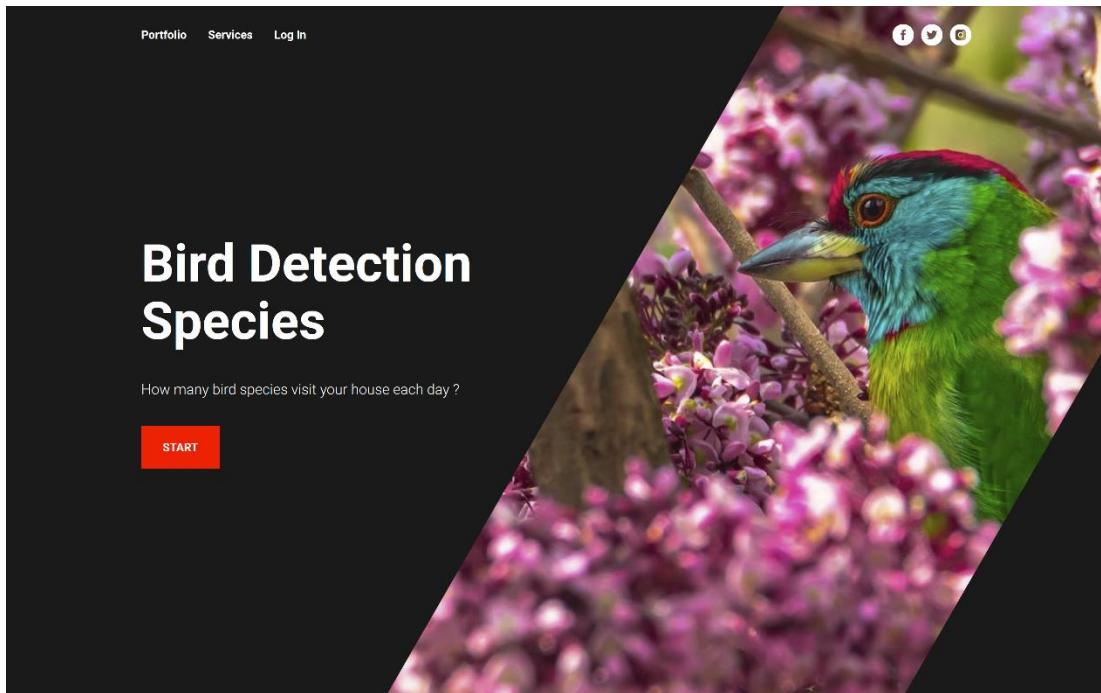 Portfolio Services Log In
Bird Detection
Species
How many bird species visit your house each day ?
START